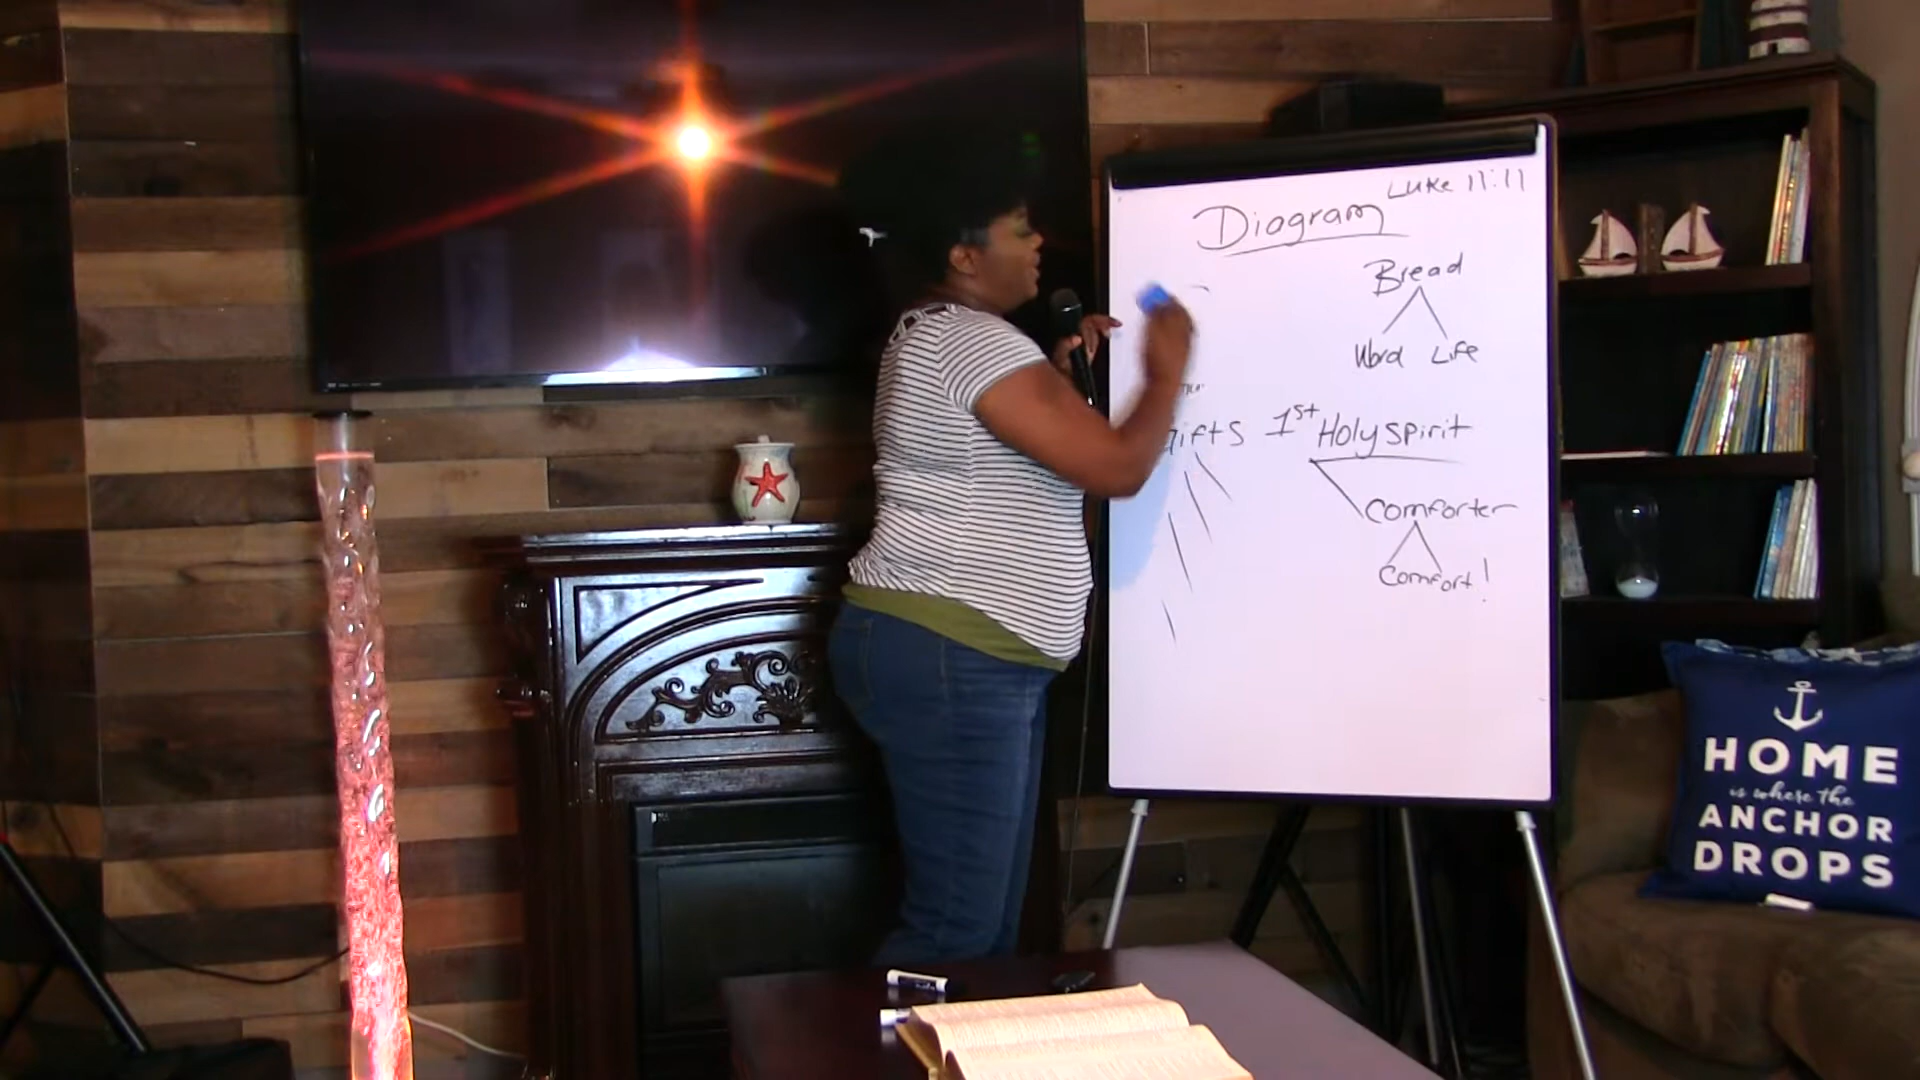 Luke 11:11
Diagram
Bread
Word Life
Gifts 1st Holy Spirit
Comforter
Comfort!
HOME
is where the
ANCHOR
DROPS